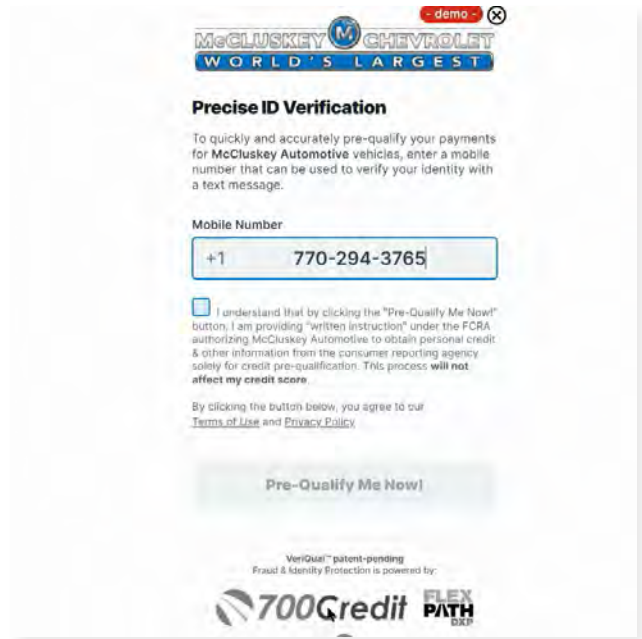 - demo -
McCLUSKEY M CHEVROLET
WORLD'S LARGEST
Precise ID Verification
To quickly and accurately pre-qualify your payments
for McCluskey Automotive vehicles, enter a mobile
number that can be used to verify your identity with
a text message.
Mobile Number
+1 770-294-3765
I understand that by clicking the "Pre-Qualify Me Now!"
button, I am providing "written instruction" under the FCRA
authorizing McCluskey Automotive to obtain personal credit
& other information from the consumer reporting agency
solely for credit pre-qualification. This process will not
affect my credit score.
By clicking the button below, you agree to our
Terms of Use and Privacy Policy
Pre-Qualify Me Now!
VeriQual™ patent-pending
Fraud & Identity Protection is powered by:
700Credit FLEX
PATH
DXP